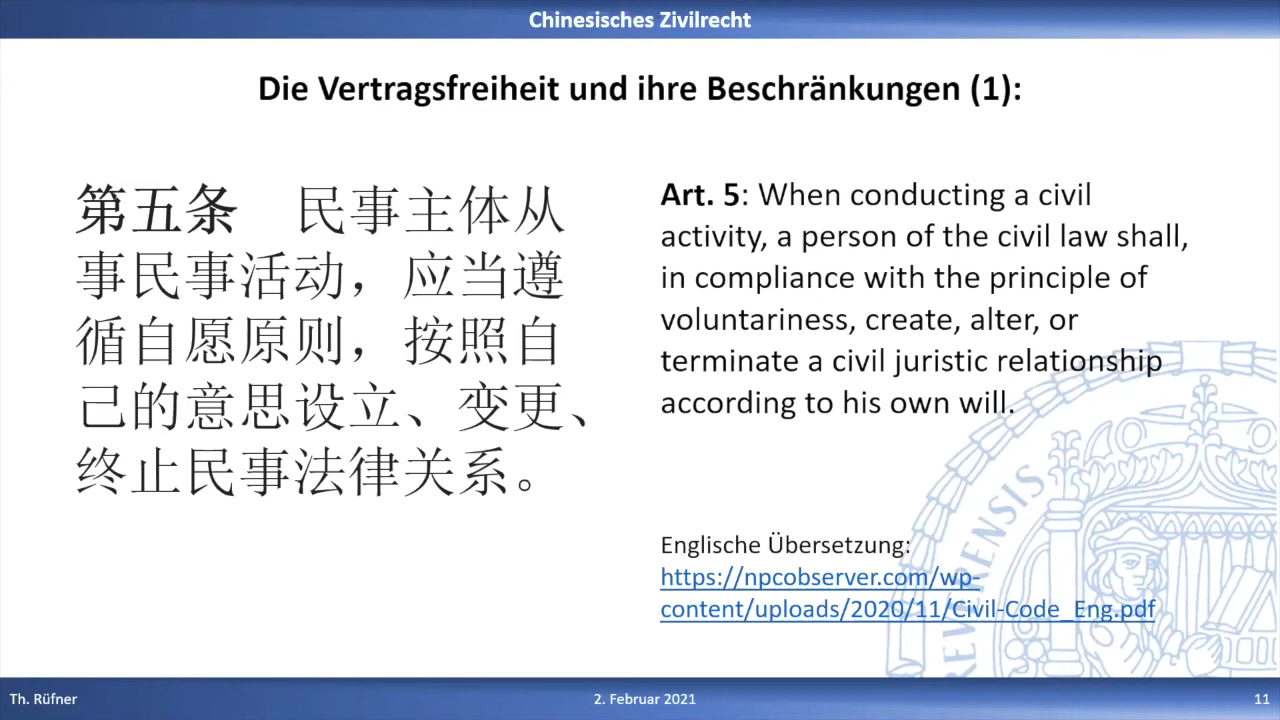 Chinesisches Zivilrecht
Die Vertragsfreiheit und ihre Beschränkungen (1):
第五条　民事主体从
事民事活动，应当遵
循自愿原则，按照自
己的意思设立、变更、
终止民事法律关系。
Art. 5: When conducting a civil
activity, a person of the civil law shall,
in compliance with the principle of
voluntariness, create, alter, or
terminate a civil juristic relationship
according to his own will.
Englische Übersetzung:
https://npcobserver.com/wp-
content/uploads/2020/11/Civil-Code_Eng.pdf
Th. Rüfner
2. Februar 2021
11